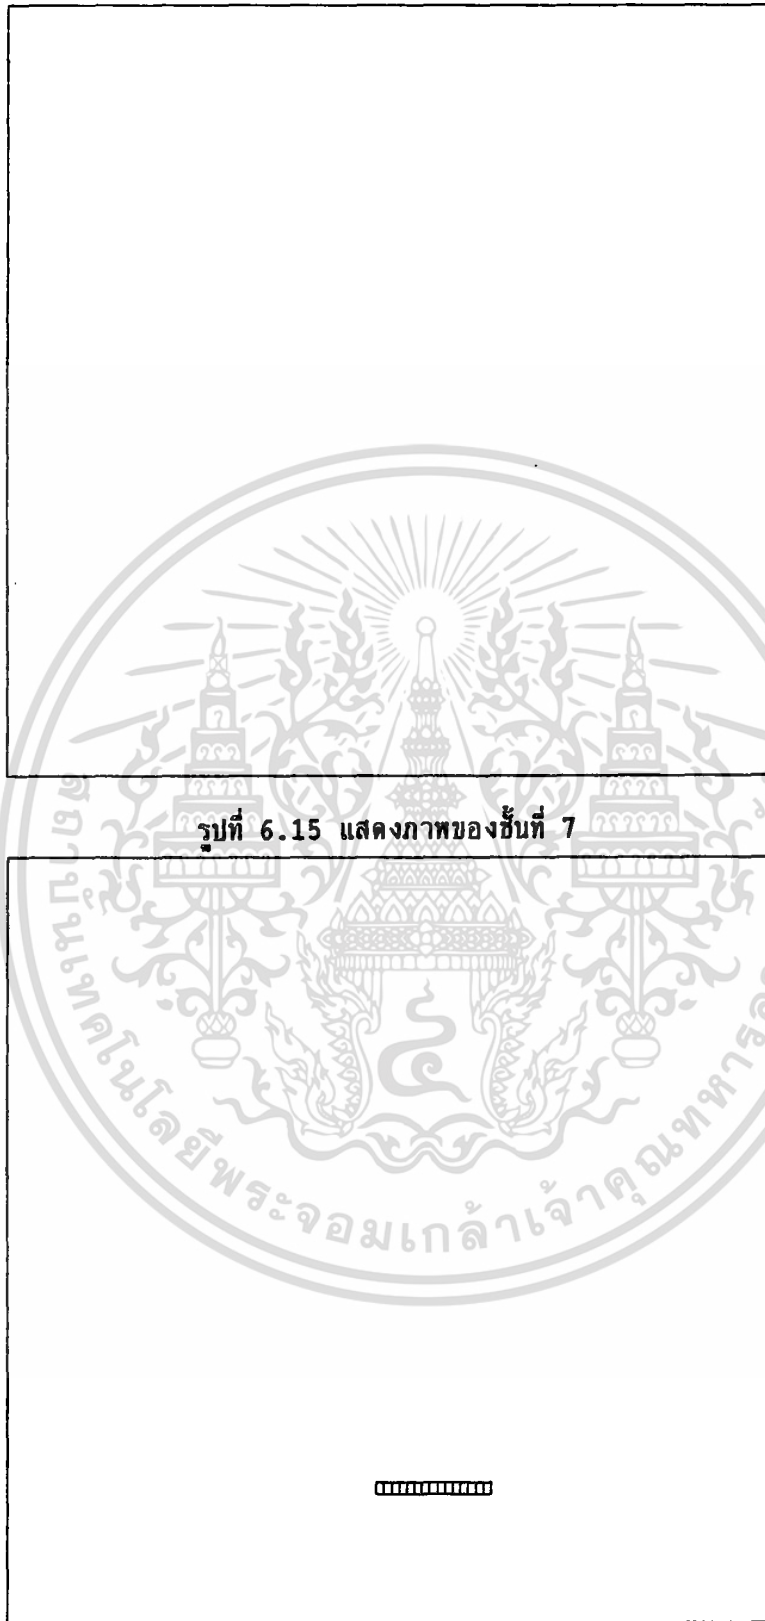 รูปที่ 6.15 แสดงภาพของชั้นที่ 7
สถาบันเทคโนโลยีพระจอมเกล้าเจ้าคุณทหารลา